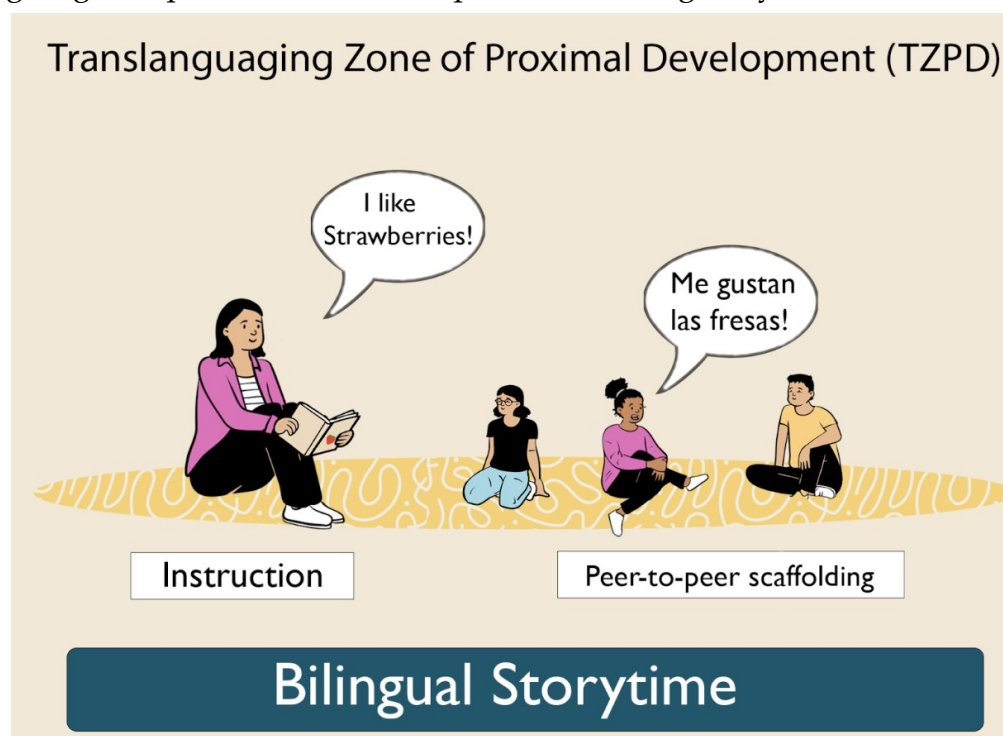 Translanguaging Zone of Proximal Development (TZPD)
I like
Strawberries!
Me gustan
las fresas!
Instruction
Peer-to-peer scaffolding
Bilingual Storytime